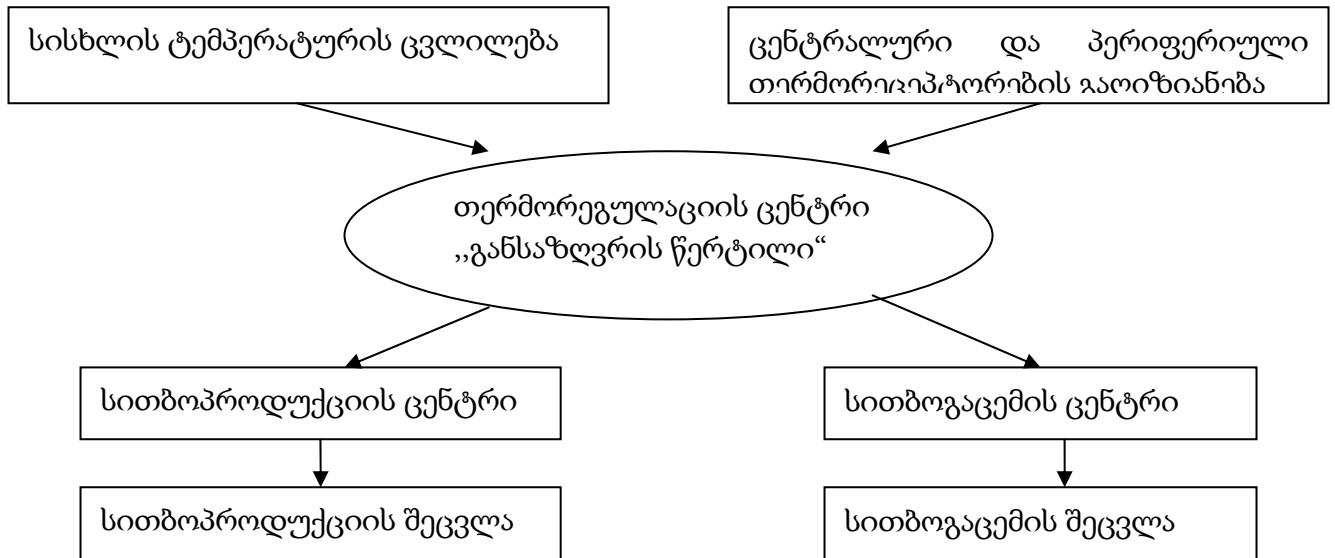 სისხლის ტემპერატურის ცვლილება
ცენტრალური და პერიფერიული
თერმორეცეპტორების გაღიზიანება
თერმორეგულაციის ცენტრი
,,განსაზღვრის წერტილი“
სითბოპროდუქციის ცენტრი
სითბოგაცემის ცენტრი
სითბოპროდუქციის შეცვლა
სითბოგაცემის შეცვლა